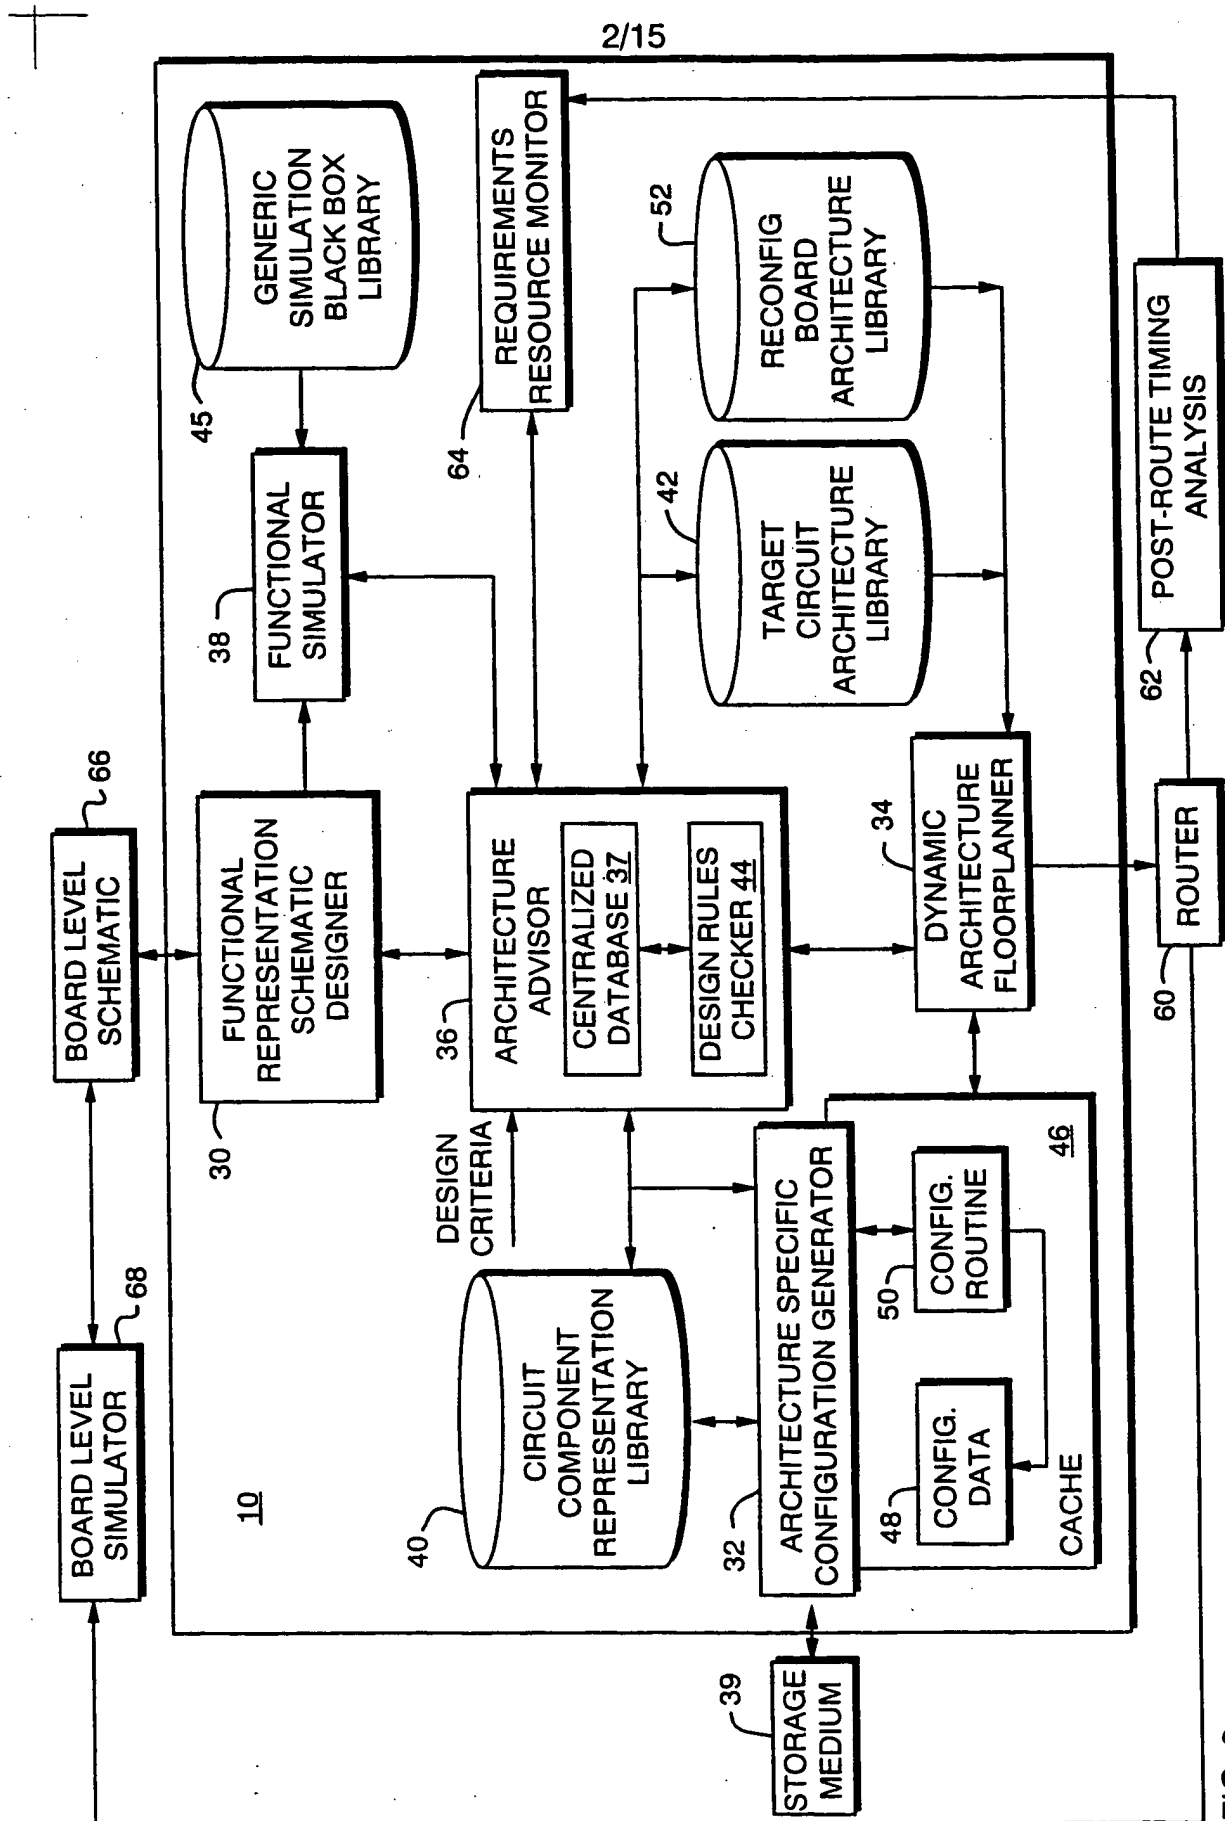 2/15
BOARD LEVEL
SIMULATOR
68
BOARD LEVEL
SCHEMATIC
66
10
30
FUNCTIONAL
REPRESENTATION
SCHEMATIC
DESIGNER
38
FUNCTIONAL
SIMULATOR
45
GENERIC
SIMULATION
BLACK BOX
LIBRARY
DESIGN
CRITERIA
36
ARCHITECTURE
ADVISOR
CENTRALIZED
DATABASE 37
DESIGN RULES
CHECKER 44
64
REQUIREMENTS
RESOURCE MONITOR
40
CIRCUIT
COMPONENT
REPRESENTATION
LIBRARY
42
TARGET
CIRCUIT
ARCHITECTURE
LIBRARY
52
RECONFIG
BOARD
ARCHITECTURE
LIBRARY
39
STORAGE
MEDIUM
32
ARCHITECTURE SPECIFIC
CONFIGURATION GENERATOR
48
CONFIG.
DATA
50
CONFIG.
ROUTINE
46
CACHE
34
DYNAMIC
ARCHITECTURE
FLOORPLANNER
60
ROUTER
62
POST-ROUTE TIMING
ANALYSIS